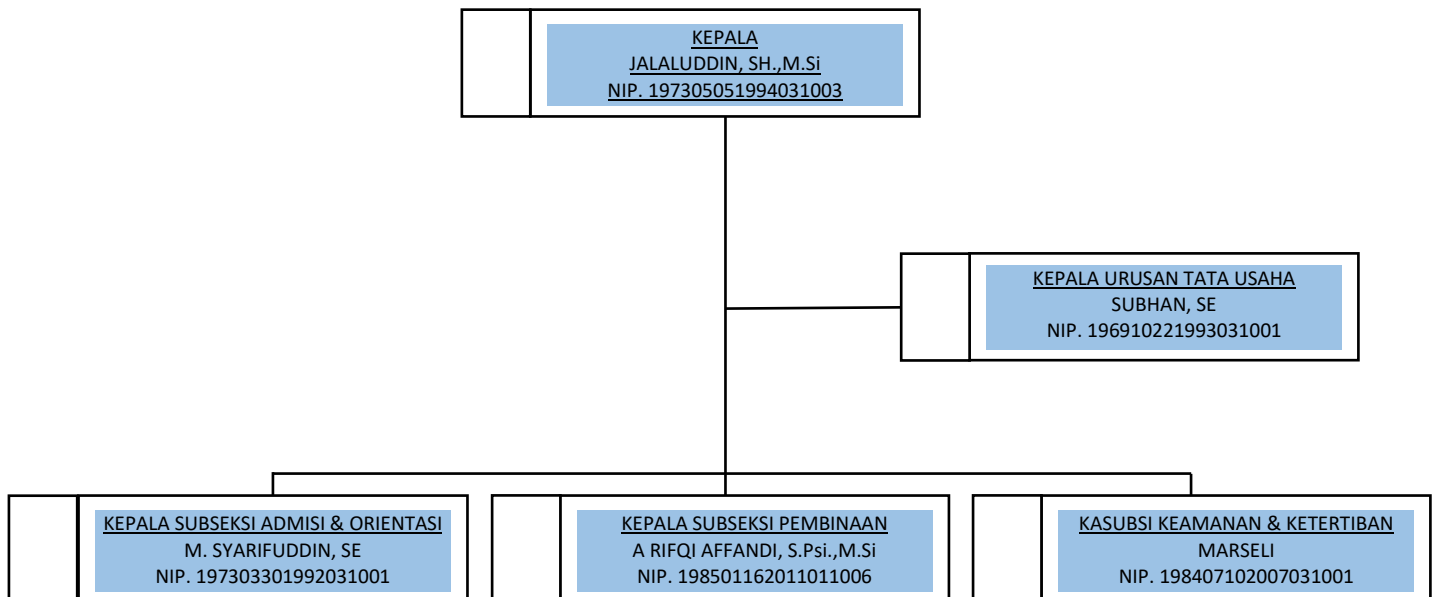 KEPALA
JALALUDDIN, SH.,M.Si
NIP. 197305051994031003
KEPALA URUSAN TATA USAHA
SUBHAN, SE
NIP. 196910221993031001
KEPALA SUBSEKSI ADMISI & ORIENTASI
M. SYARIFUDDIN, SE
NIP. 197303301992031001
KEPALA SUBSEKSI PEMBINAAN
A RIFQI AFFANDI, S.Psi.,M.Si
NIP. 198501162011011006
KASUBSI KEAMANAN & KETERTIBAN
MARSELI
NIP. 198407102007031001